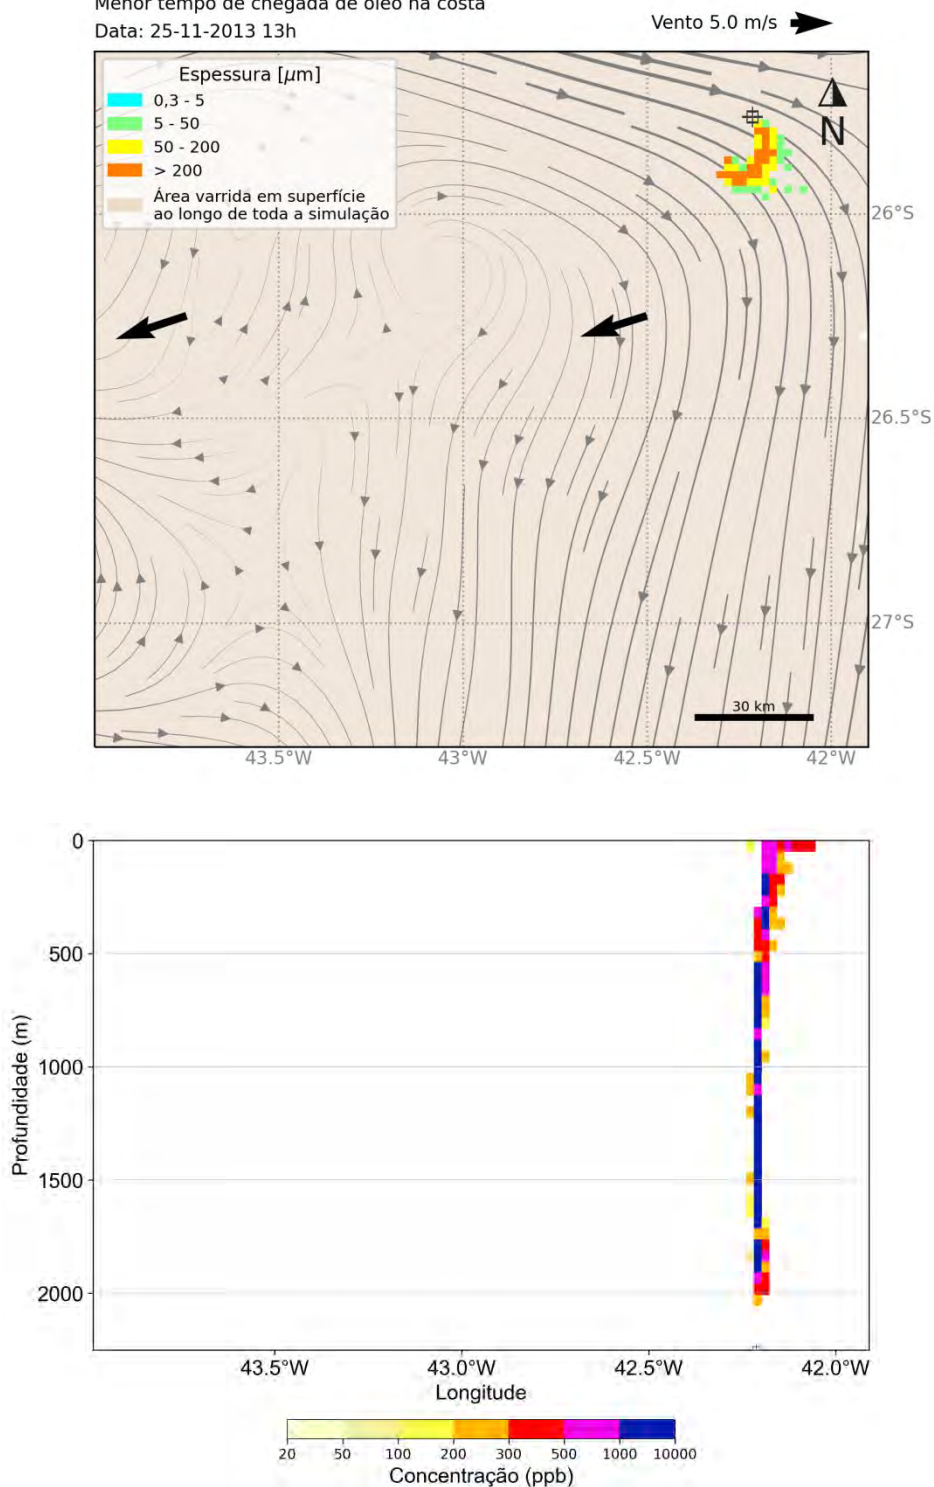 Menor tempo de chegada de óleo na costa
Data: 25-11-2013 13h
Vento 5.0 m/s
Espessura [μm]
0,3 - 5
5 - 50
50 - 200
> 200
Área varrida em superfície
ao longo de toda a simulação
N
26°S
26.5°S
27°S
30 km
43.5°W
43°W
42.5°W
42°W
0
500
1000
1500
2000
Profundidade (m)
43.5°W
43.0°W
42.5°W
42.0°W
Longitude
20
50
100
200
300
500
1000
10000
Concentração (ppb)